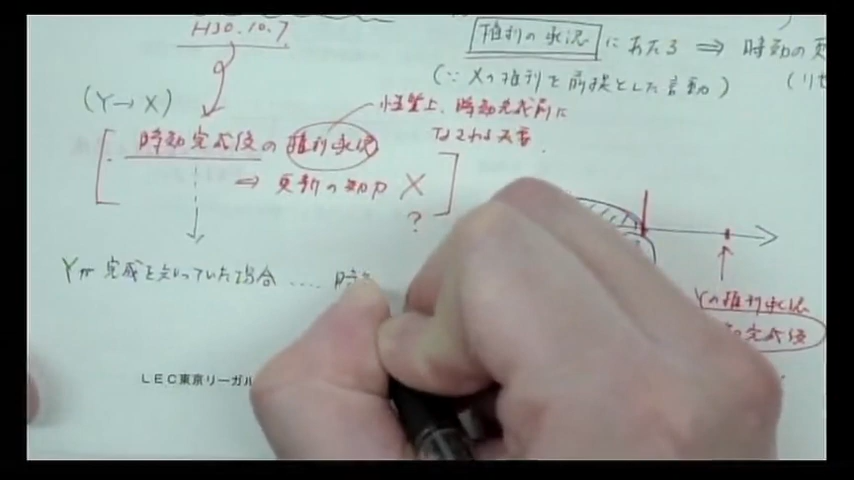 H30.10.7
権利の承認 にあたる ⇒ 時効の更
(∵ Xの権利を前提とした言動)
(Y→X)
性質上、時効完成前に
なされる必要.
時効完成後の権利承認
⇒ 更新の効力 X
?
Yが完成を知っていた場合 …… 時
Yの権利承認
効完成後
LEC東京リーガル